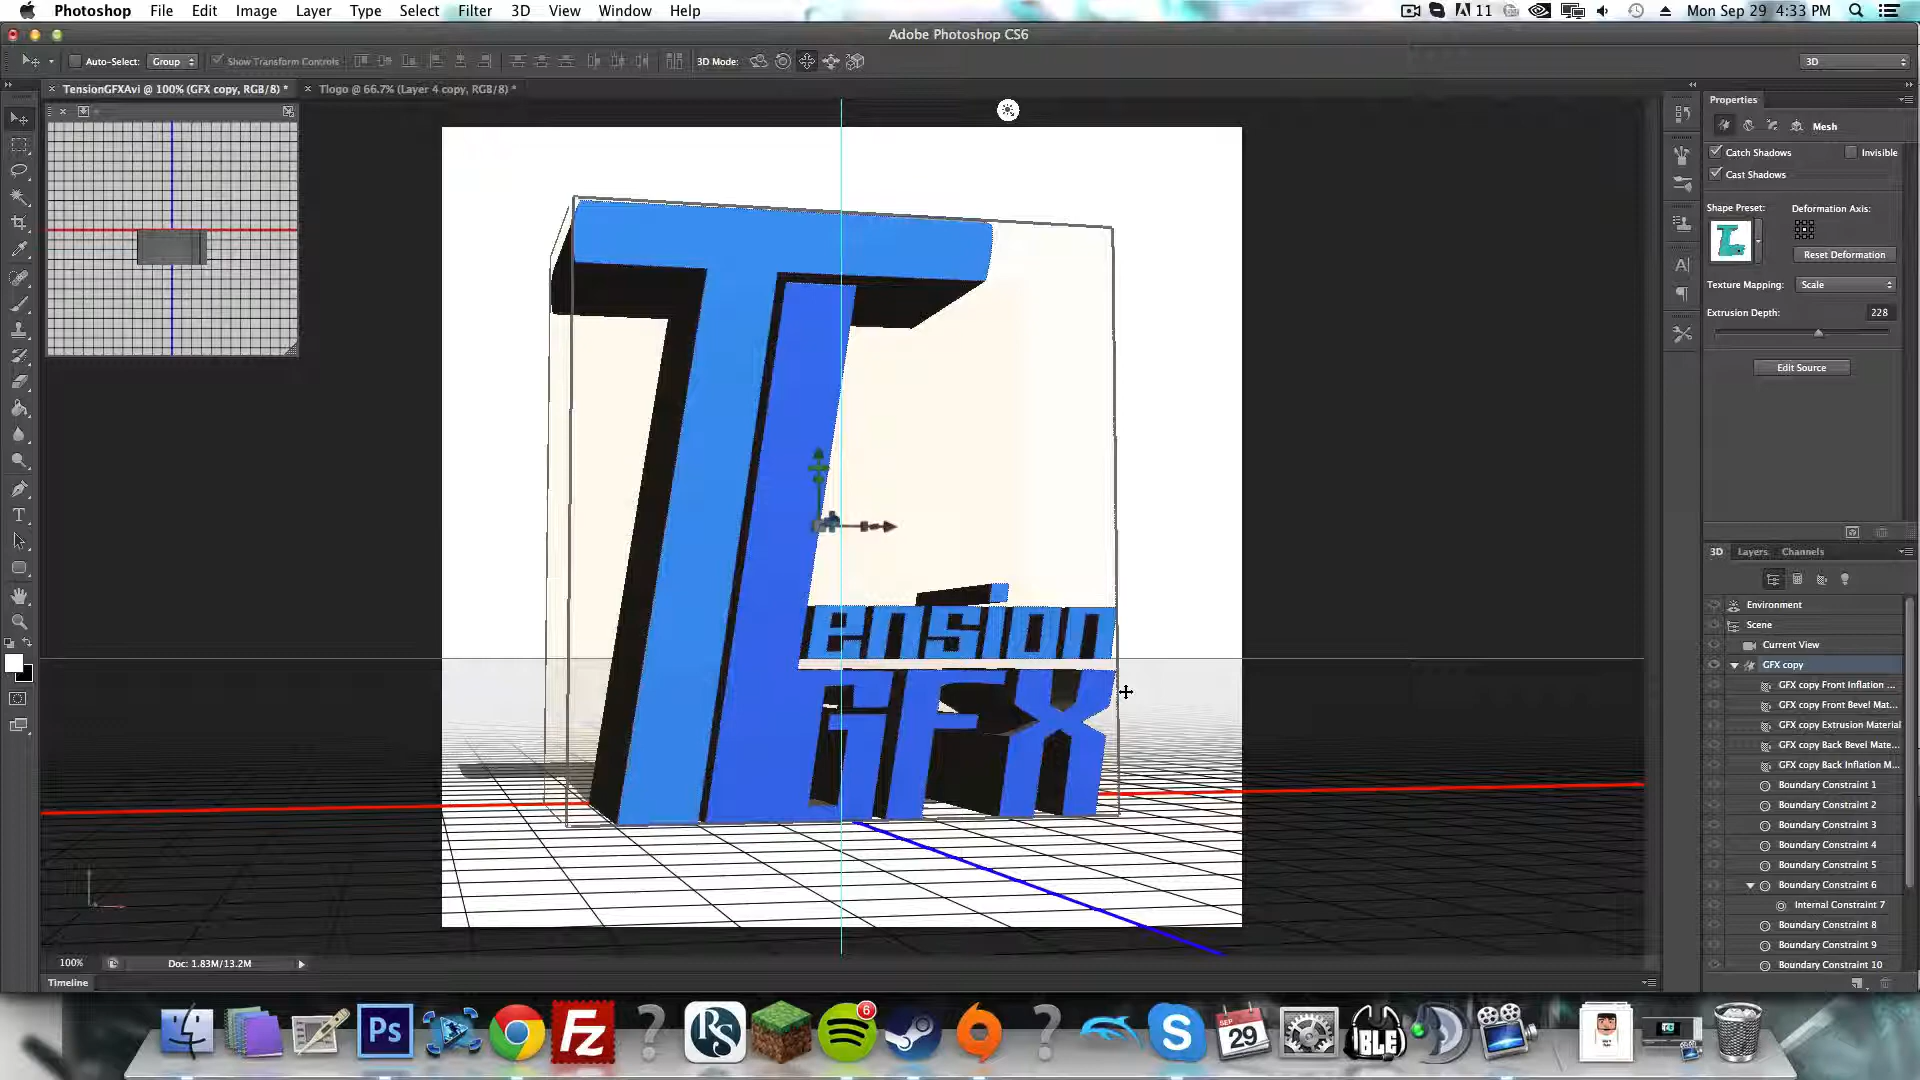 Photoshop File Edit Image Layer Type Select Filter 3D View Window Help
11 Mon Sep 29 4:33 PM
Adobe Photoshop CS6
Auto-Select: Group Show Transform Controls 3D Mode: 3D
TensionGFXAvi @ 100% (GFX copy, RGB/8) * Tlogo @ 66.7% (Layer 4 copy, RGB/8) *
Properties
Mesh
Catch Shadows Invisible
Cast Shadows
Shape Preset: Deformation Axis:
Reset Deformation
Texture Mapping: Scale
Extrusion Depth: 228
Edit Source
TL
ension
GFX
3D Layers Channels
Environment
Scene
Current View
GFX copy
GFX copy Front Inflation ...
GFX copy Front Bevel Mat...
GFX copy Extrusion Material
GFX copy Back Bevel Mate...
GFX copy Back Inflation M...
Boundary Constraint 1
Boundary Constraint 2
Boundary Constraint 3
Boundary Constraint 4
Boundary Constraint 5
Boundary Constraint 6
Internal Constraint 7
Boundary Constraint 8
Boundary Constraint 9
Boundary Constraint 10
100% Doc: 1.83M/13.2M
Timeline
Ps
Fz
RS
6
S
SEP
29
IBLE